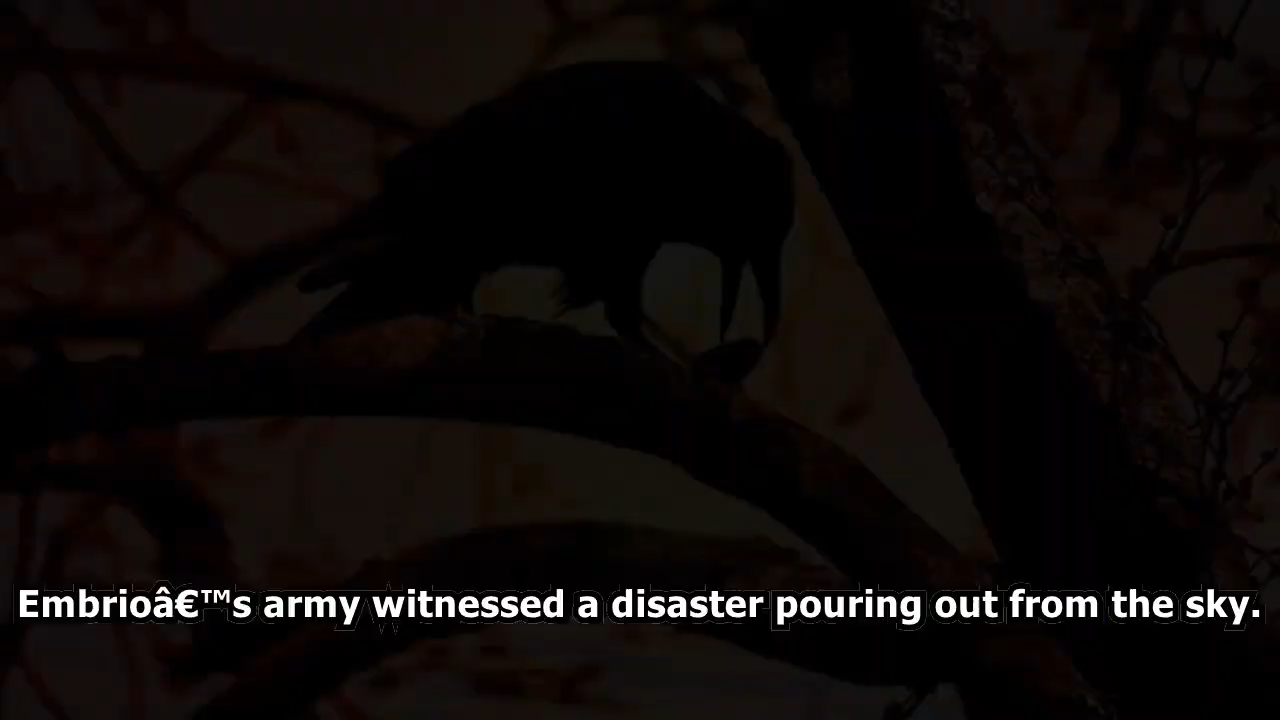 Embrioâ€™s army witnessed a disaster pouring out from the sky.